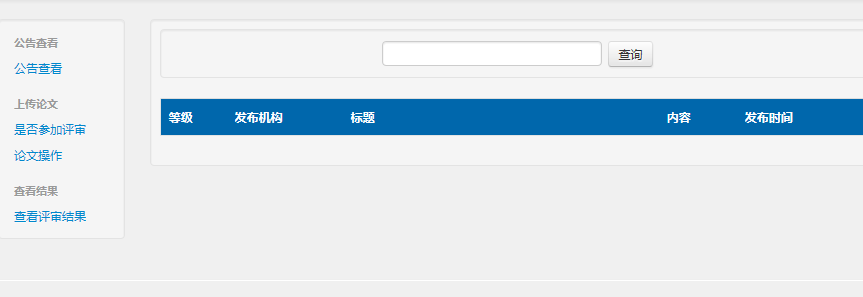 公告查看
公告查看
上传论文
是否参加评审
论文操作
查看结果
查看评审结果
查询
等级 发布机构 标题 内容 发布时间